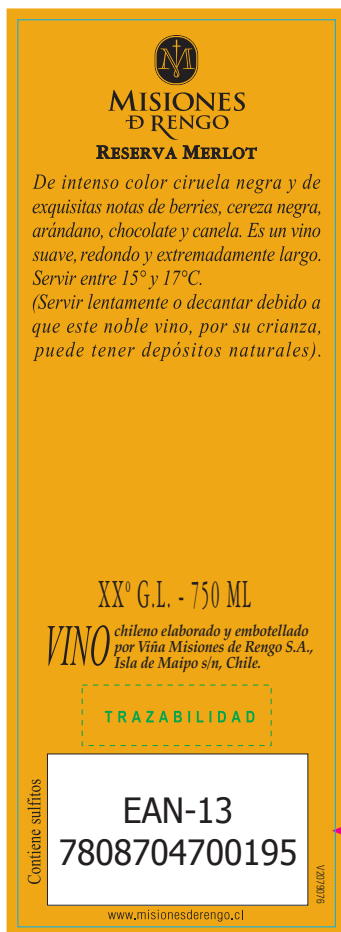 M
MISIONES
Đ RENGO
RESERVA MERLOT
De intenso color ciruela negra y de
exquisitas notas de berries, cereza negra,
arándano, chocolate y canela. Es un vino
suave, redondo y extremadamente largo.
Servir entre 15° y 17°C.
(Servir lentamente o decantar debido a
que este noble vino, por su crianza,
puede tener depósitos naturales).
XXº G.L. - 750 ML
VINO chileno elaborado y embotellado
por Viña Misiones de Rengo S.A.,
Isla de Maipo s/n, Chile.
TRAZABILIDAD
Contiene sulfitos
EAN-13
7808704700195
V2079076
www.misionesderengo.cl